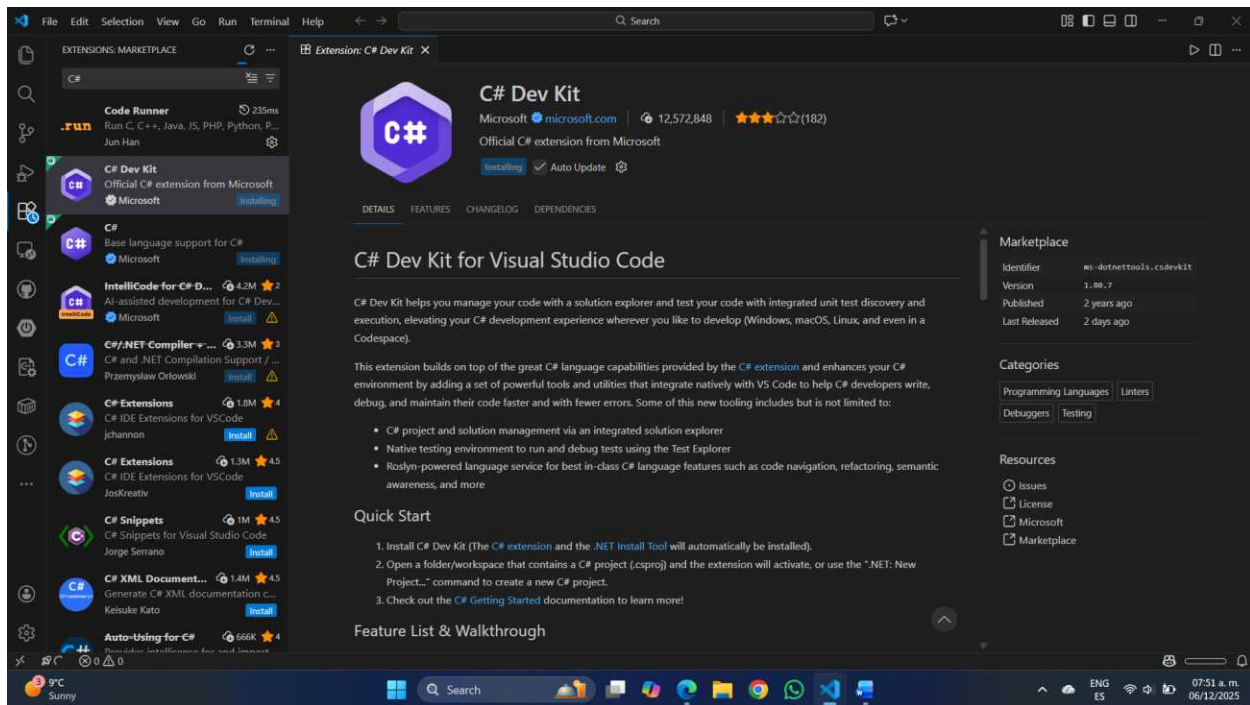 File Edit Selection View Go Run Terminal Help
Search
EXTENSIONS: MARKETPLACE
C#
.run
Code Runner 235ms
Run C, C++, Java, JS, PHP, Python, P...
Jun Han
C# Dev Kit
Official C# extension from Microsoft
Microsoft Installing
C#
Base language support for C#
Microsoft Installing
IntelliCode for C# D... 4.2M 2
AI-assisted development for C# Dev...
Microsoft Install
C#/.NET Compiler + ... 3.3M 3
C# and .NET Compilation Support / ...
Przemysław Orłowski Install
C# Extensions 1.8M 4
C# IDE Extensions for VSCode
jchannon Install
C# Extensions 1.3M 4.5
C# IDE Extensions for VSCode
JosKreativ Install
C# Snippets 1M 4.5
C# Snippets for Visual Studio Code
Jorge Serrano Install
C# XML Document... 1.4M 4.5
Generate C# XML documentation c...
Keisuke Kato Install
Auto-Using for C# 666K 4
Provides intellisense for and import
Extension: C# Dev Kit
C#
C# Dev Kit
Microsoft microsoft.com 12,572,848 (182)
Official C# extension from Microsoft
Installing Auto Update
DETAILS FEATURES CHANGELOG DEPENDENCIES
C# Dev Kit for Visual Studio Code
C# Dev Kit helps you manage your code with a solution explorer and test your code with integrated unit test discovery and
execution, elevating your C# development experience wherever you like to develop (Windows, macOS, Linux, and even in a
Codespace).
This extension builds on top of the great C# language capabilities provided by the C# extension and enhances your C#
environment by adding a set of powerful tools and utilities that integrate natively with VS Code to help C# developers write,
debug, and maintain their code faster and with fewer errors. Some of this new tooling includes but is not limited to:
• C# project and solution management via an integrated solution explorer
• Native testing environment to run and debug tests using the Test Explorer
• Roslyn-powered language service for best in-class C# language features such as code navigation, refactoring, semantic
awareness, and more
Quick Start
1. Install C# Dev Kit (The C# extension and the .NET Install Tool will automatically be installed).
2. Open a folder/workspace that contains a C# project (.csproj) and the extension will activate, or use the ".NET: New
Project..." command to create a new C# project.
3. Check out the C# Getting Started documentation to learn more!
Feature List & Walkthrough
Marketplace
Identifier ms-dotnettools.csdevkit
Version 1.80.7
Published 2 years ago
Last Released 2 days ago
Categories
Programming Languages Linters
Debuggers Testing
Resources
Issues
License
Microsoft
Marketplace
0 0
3
9°C
Sunny
Search
ENG
ES
07:51 a. m.
06/12/2025